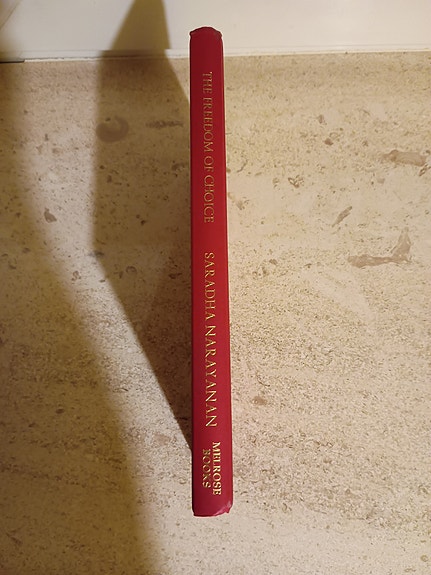 THE FREEDOM OF CHOICE
SARADHA NARAYANAN
MELROSE
BOOKS